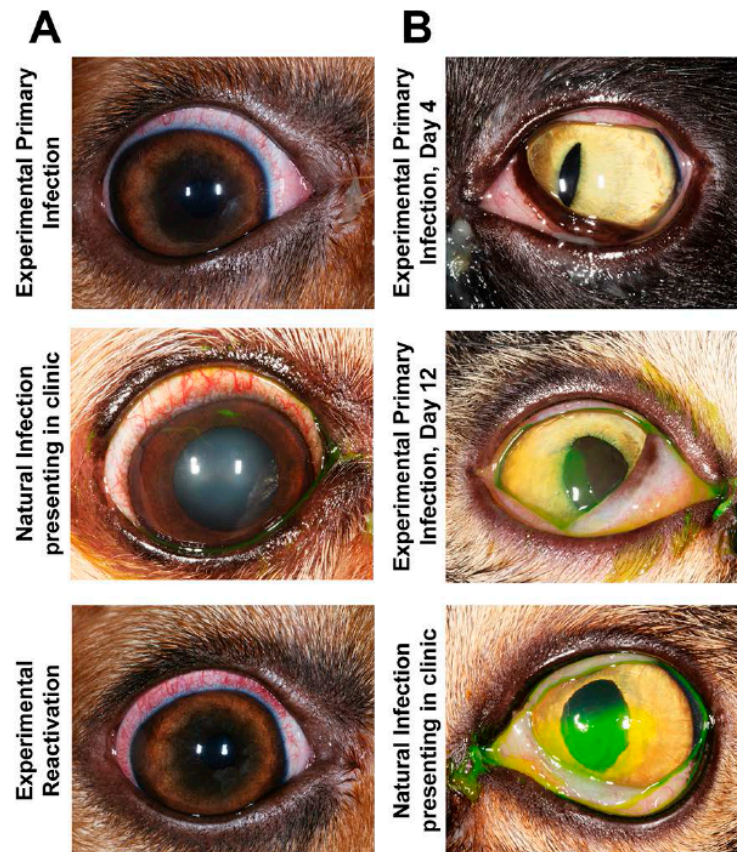 A
B
Experimental Primary
Infection
Natural Infection
presenting in clinic
Experimental
Reactivation
Experimental Primary
Infection, Day 4
Experimental Primary
Infection, Day 12
Natural Infection
presenting in clinic